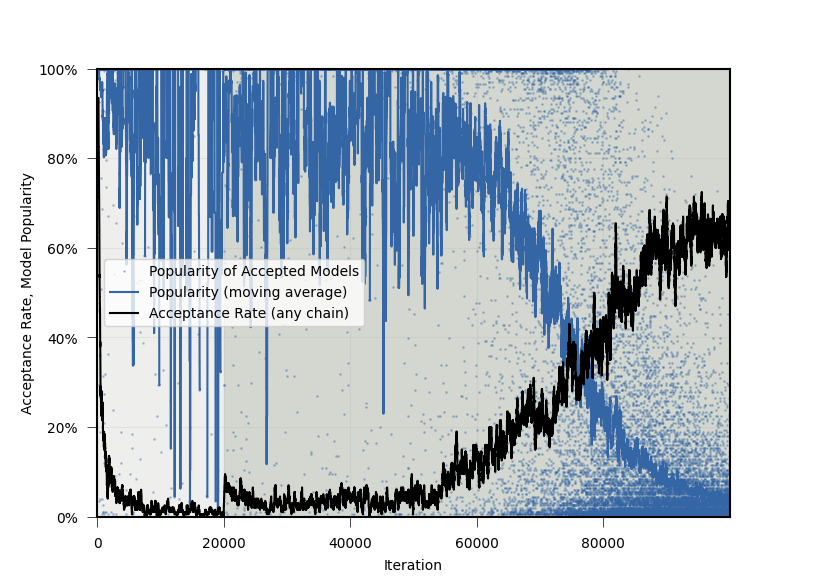 100%
80%
60%
40%
20%
0%
Acceptance Rate, Model Popularity
Popularity of Accepted Models
Popularity (moving average)
Acceptance Rate (any chain)
0
20000
40000
60000
80000
Iteration